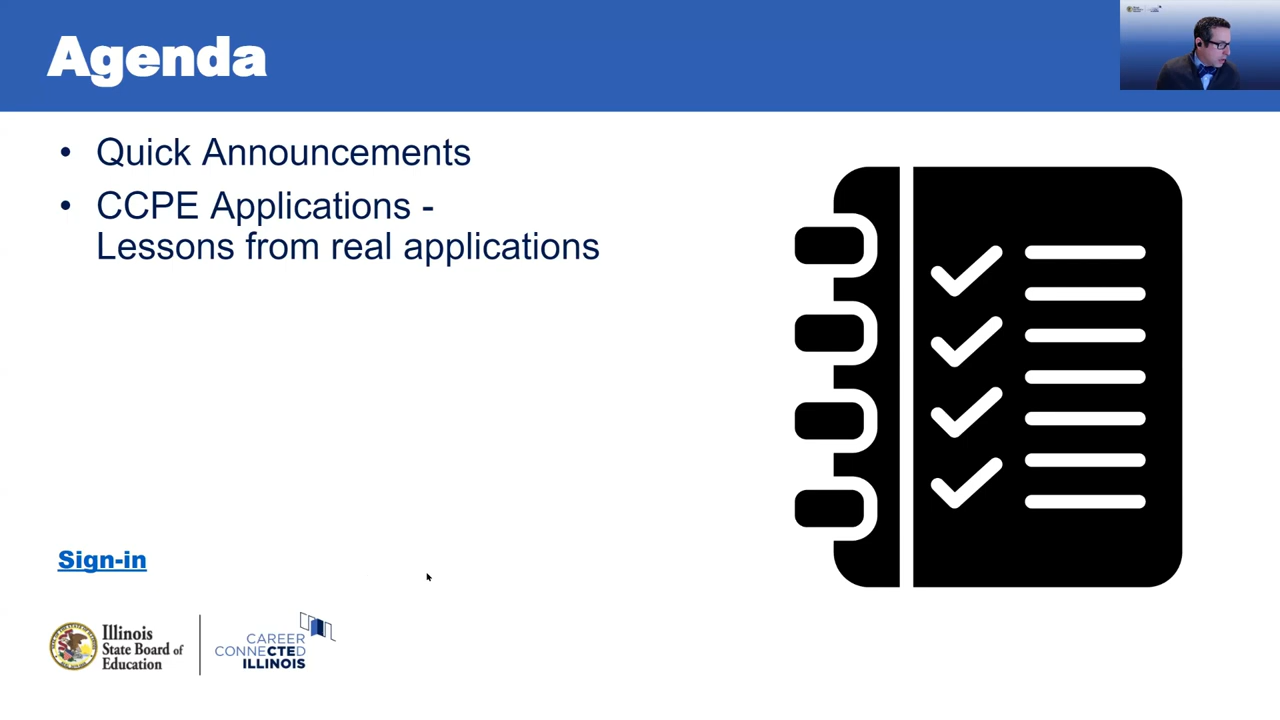 Agenda
• Quick Announcements
• CCPE Applications -
Lessons from real applications
Sign-in
Illinois
State Board of
Education
CAREER
CONNECTED
ILLINOIS